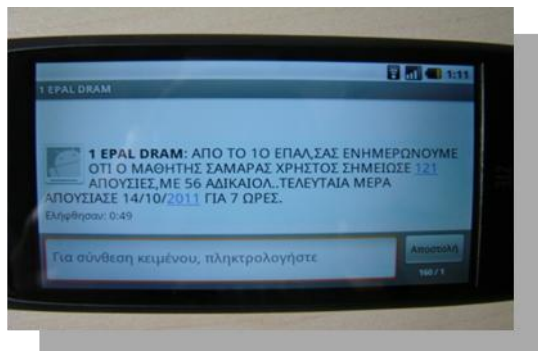 1:11
1 EPAL DRAM
1 EPAL DRAM: ΑΠΟ ΤΟ 1Ο ΕΠΑΛ,ΣΑΣ ΕΝΗΜΕΡΩΝΟΥΜΕ
ΟΤΙ Ο ΜΑΘΗΤΗΣ ΣΑΜΑΡΑΣ ΧΡΗΣΤΟΣ ΣΗΜΕΙΩΣΕ 121
ΑΠΟΥΣΙΕΣ,ΜΕ 56 ΑΔΙΚΑΙΟΛ..ΤΕΛΕΥΤΑΙΑ ΜΕΡΑ
ΑΠΟΥΣΙΑΣΕ 14/10/2011 ΓΙΑ 7 ΩΡΕΣ.
Ελήφθησαν: 0:49
Για σύνθεση κειμένου, πληκτρολογήστε
Αποστολή
160 / 1